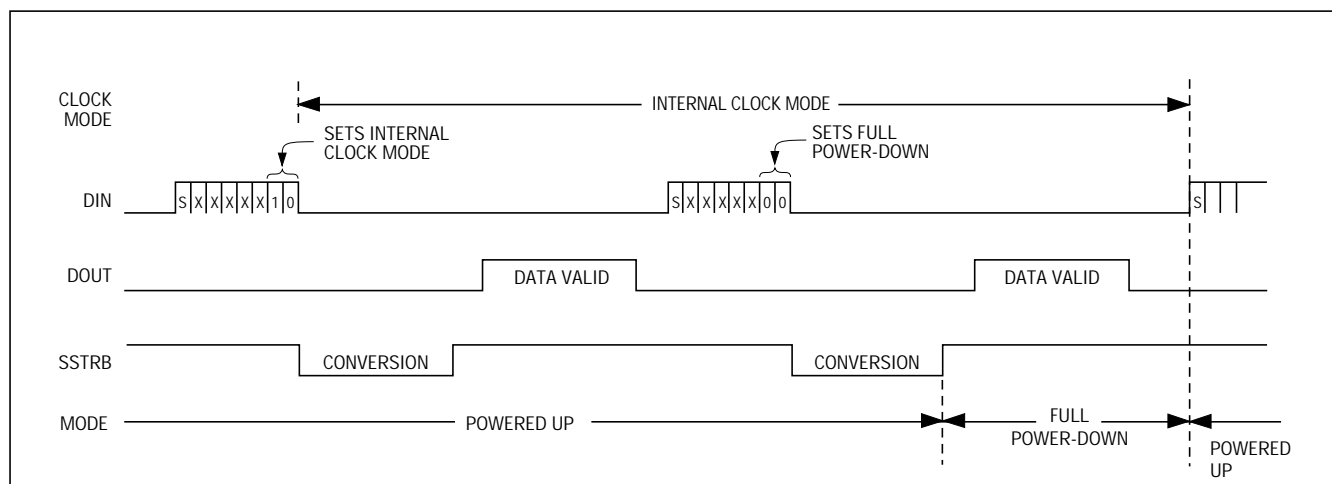 CLOCK
MODE
INTERNAL CLOCK MODE
SETS INTERNAL
CLOCK MODE
SETS FULL
POWER-DOWN
DIN
S X X X X X 1 0
S X X X X X 0 0
S
DOUT
DATA VALID
DATA VALID
SSTRB
CONVERSION
CONVERSION
MODE
POWERED UP
FULL
POWER-DOWN
POWERED
UP